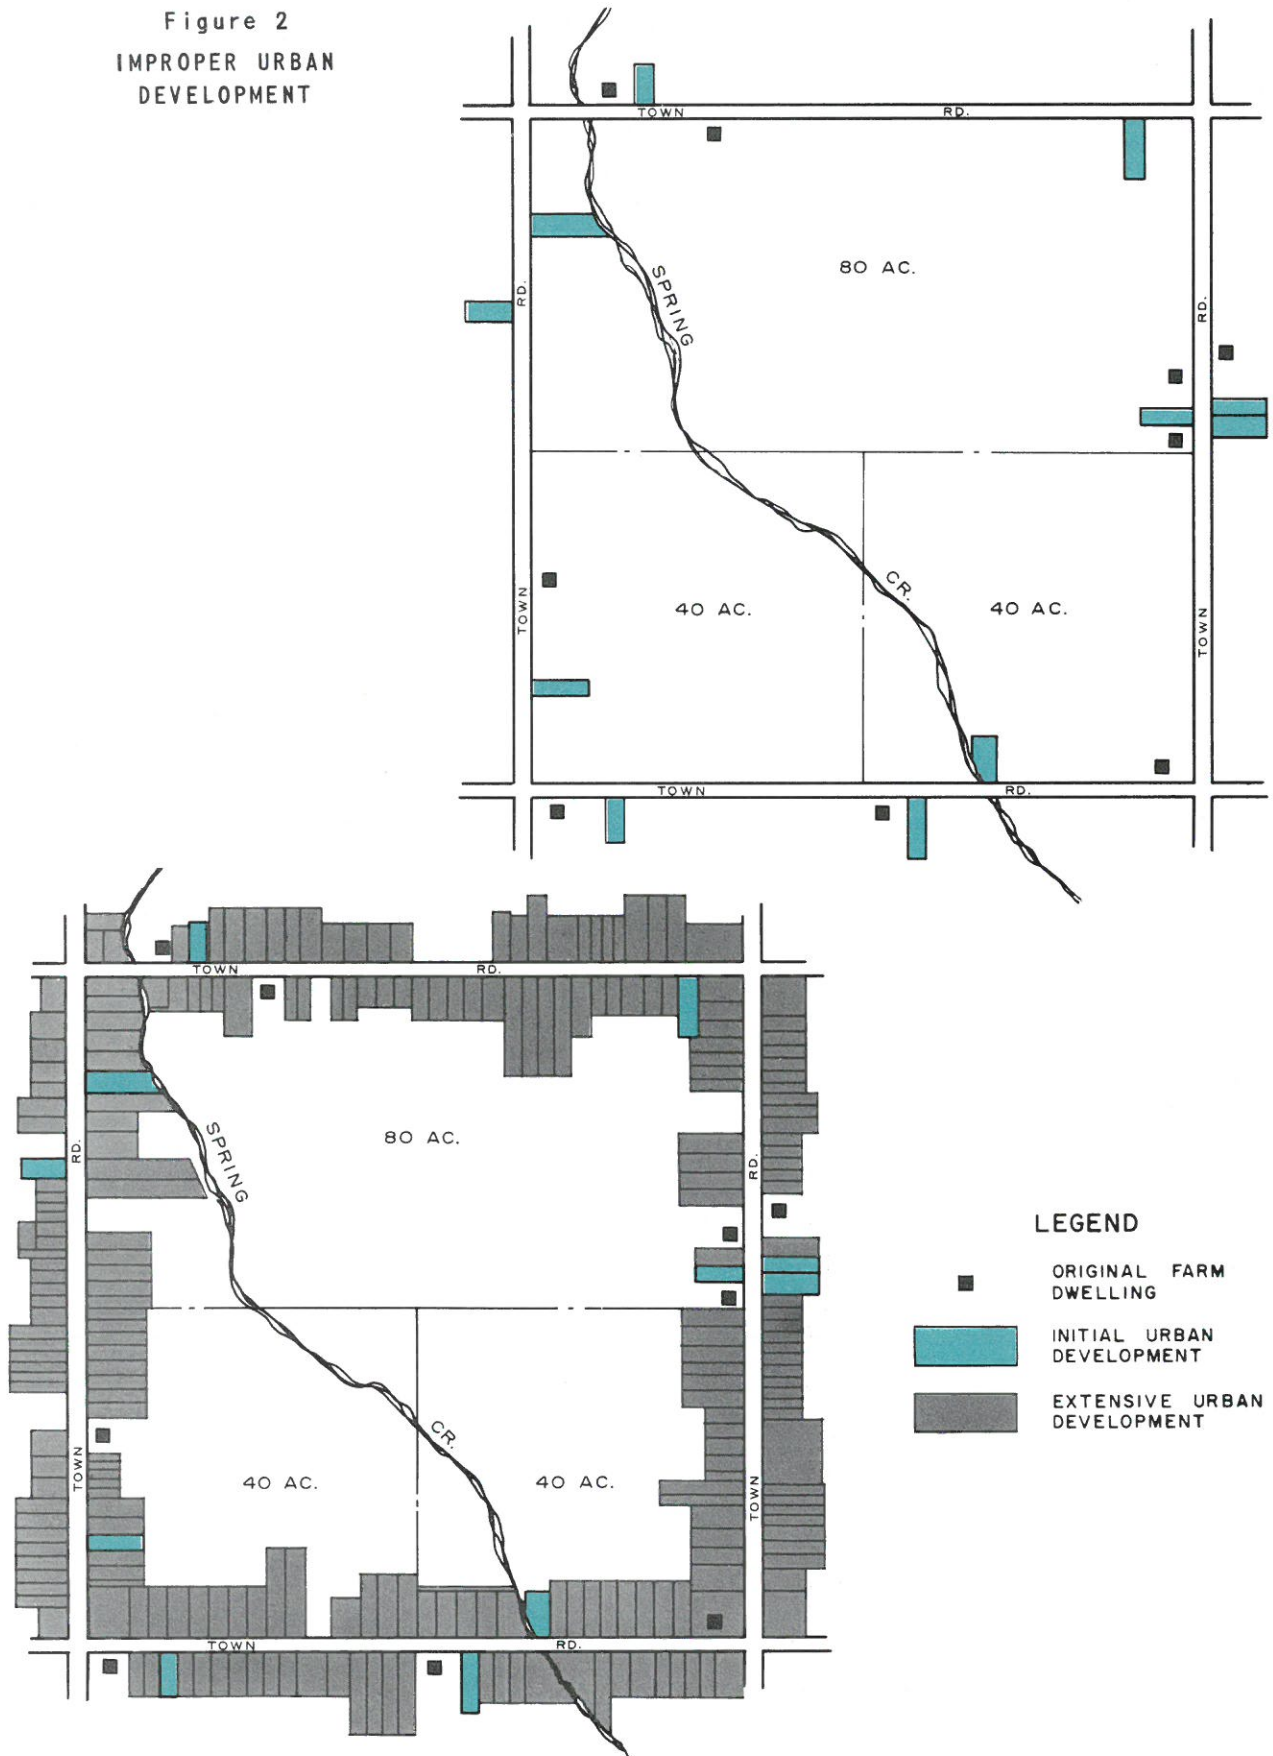 Figure 2
IMPROPER URBAN
DEVELOPMENT
TOWN RD.
RD.
SPRING
80 AC.
RD.
TOWN
40 AC.
CR.
40 AC.
TOWN
TOWN RD.
TOWN RD.
RD.
SPRING
80 AC.
RD.
TOWN
40 AC.
CR.
40 AC.
TOWN
TOWN RD.
LEGEND
ORIGINAL FARM
DWELLING
INITIAL URBAN
DEVELOPMENT
EXTENSIVE URBAN
DEVELOPMENT